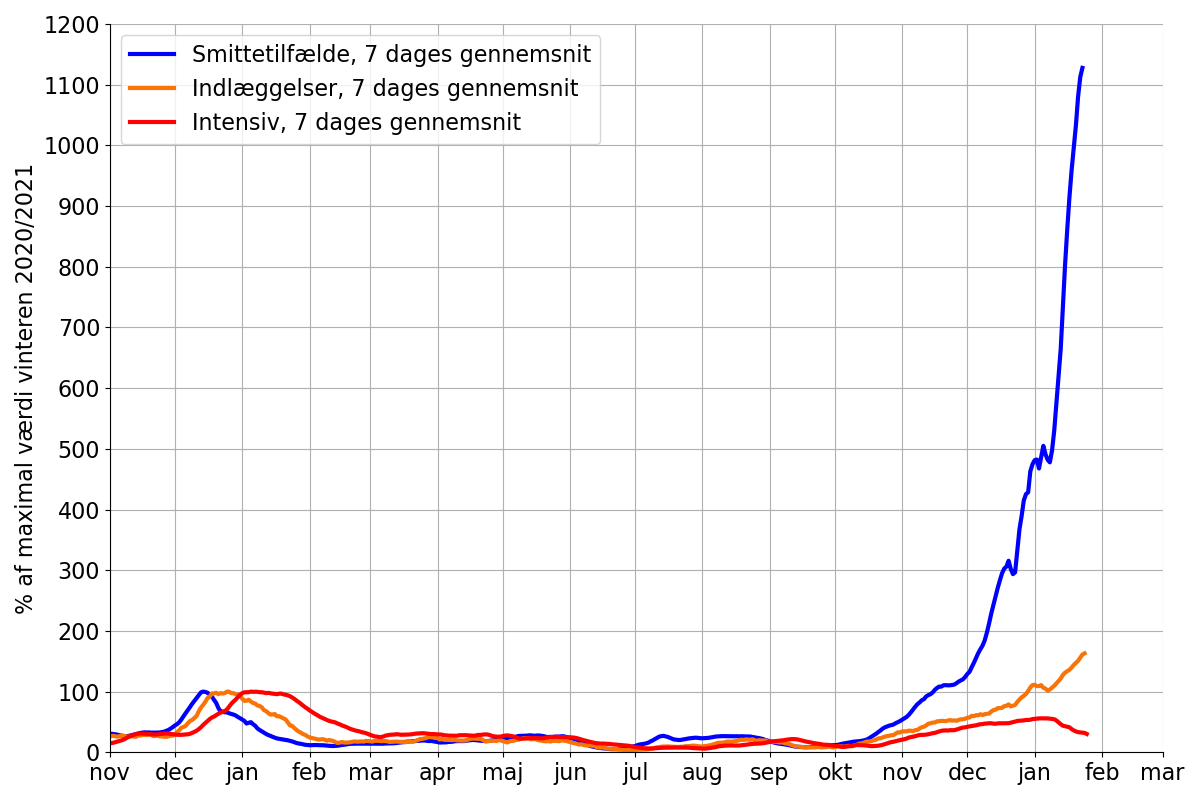 % af maximal værdi vinteren 2020/2021
1200
1100
1000
900
800
700
600
500
400
300
200
100
0
Smittetilfælde, 7 dages gennemsnit
Indlæggelser, 7 dages gennemsnit
Intensiv, 7 dages gennemsnit
nov dec jan feb mar apr maj jun jul aug sep okt nov dec jan feb mar